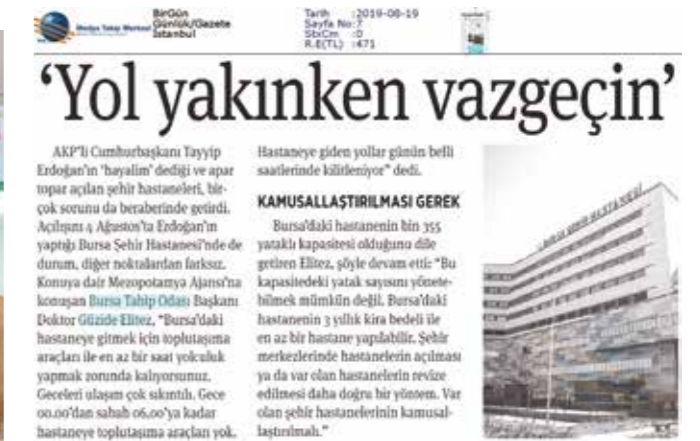 Medya Takip Merkezi
BirGün
Günlük/Gazete
İstanbul
Tarih :2019-08-19
Sayfa No:7
StxCm :0
R.E(TL) :471
‘Yol yakınken vazgeçin’
AKP’li Cumhurbaşkanı Tayyip
Erdoğan’ın ‘hayalim’ dediği ve apar
topar açılan şehir hastaneleri, bir-
çok sorunu da beraberinde getirdi.
Açılışını 4 Ağustos’ta Erdoğan’ın
yaptığı Bursa Şehir Hastanesi’nde de
durum, diğer noktalardan farksız.
Konuya dair Mezopotamya Ajansı’na
konuşan Bursa Tabip Odası Başkanı
Doktor Güzide Elitez, “Bursa’daki
hastaneye gitmek için toplutaşıma
araçları ile en az bir saat yolculuk
yapmak zorunda kalıyorsunuz.
Geceleri ulaşım çok sıkıntılı. Gece
00.00’dan sabah 06.00’ya kadar
hastaneye toplutaşıma araçları yok.
Hastaneye giden yollar günün belli
saatlerinde kilitleniyor” dedi.
KAMUSALLAŞTIRILMASI GEREK
Bursa’daki hastanenin bin 355
yataklı kapasitesi olduğunu dile
getiren Elitez, şöyle devam etti: “Bu
kapasitedeki yatak sayısını yönete-
bilmek mümkün değil. Bursa’daki
hastanenin 3 yıllık kira bedeli ile
en az bir hastane yapılabilir. Şehir
merkezlerinde hastanelerin açılması
ya da var olan hastanelerin revize
edilmesi daha doğru bir yöntem. Var
olan şehir hastanelerinin kamusal-
laştırılmalı.”
BURSA ŞEHİR HASTANESİ